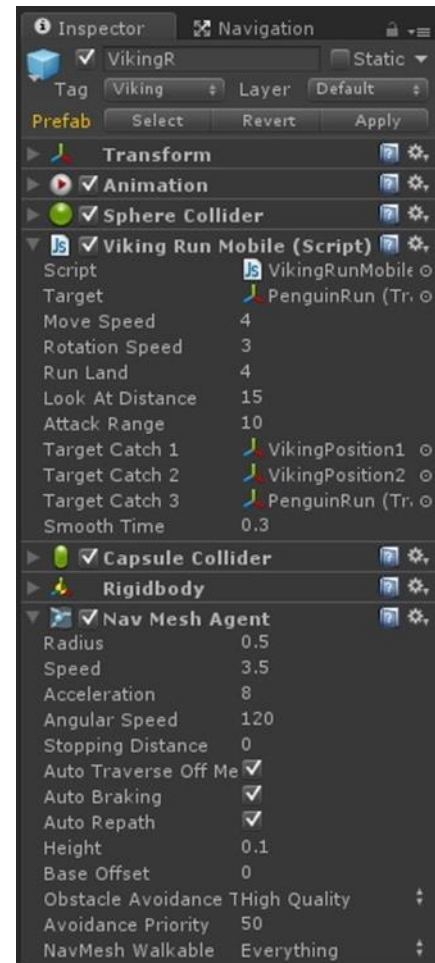 Inspector Navigation
VikingR Static
Tag Viking Layer Default
Prefab Select Revert Apply
Transform
Animation
Sphere Collider
Js Viking Run Mobile (Script)
Script Js VikingRunMobile
Target PenguinRun (Tr
Move Speed 4
Rotation Speed 3
Run Land 4
Look At Distance 15
Attack Range 10
Target Catch 1 VikingPosition1
Target Catch 2 VikingPosition2
Target Catch 3 PenguinRun (Tr
Smooth Time 0.3
Capsule Collider
Rigidbody
Nav Mesh Agent
Radius 0.5
Speed 3.5
Acceleration 8
Angular Speed 120
Stopping Distance 0
Auto Traverse Off Me
Auto Braking
Auto Repath
Height 0.1
Base Offset 0
Obstacle Avoidance T High Quality
Avoidance Priority 50
NavMesh Walkable Everything